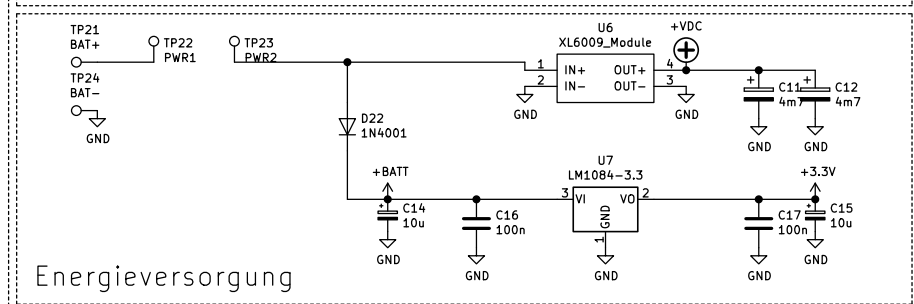 TP21
BAT+
TP22
PWR1
TP23
PWR2
TP24
BAT-
GND
U6
XL6009_Module
1 IN+ OUT+ 4
2 IN- OUT- 3
GND
GND
+VDC
+
+ C11
4m7
+ C12
4m7
GND
GND
D22
1N4001
+BATT
+ C14
10u
GND
C16
100n
GND
U7
LM1084-3.3
3 VI VO 2
GND
1
GND
+3.3V
C17
100n
GND
+ C15
10u
GND
Energieversorgung